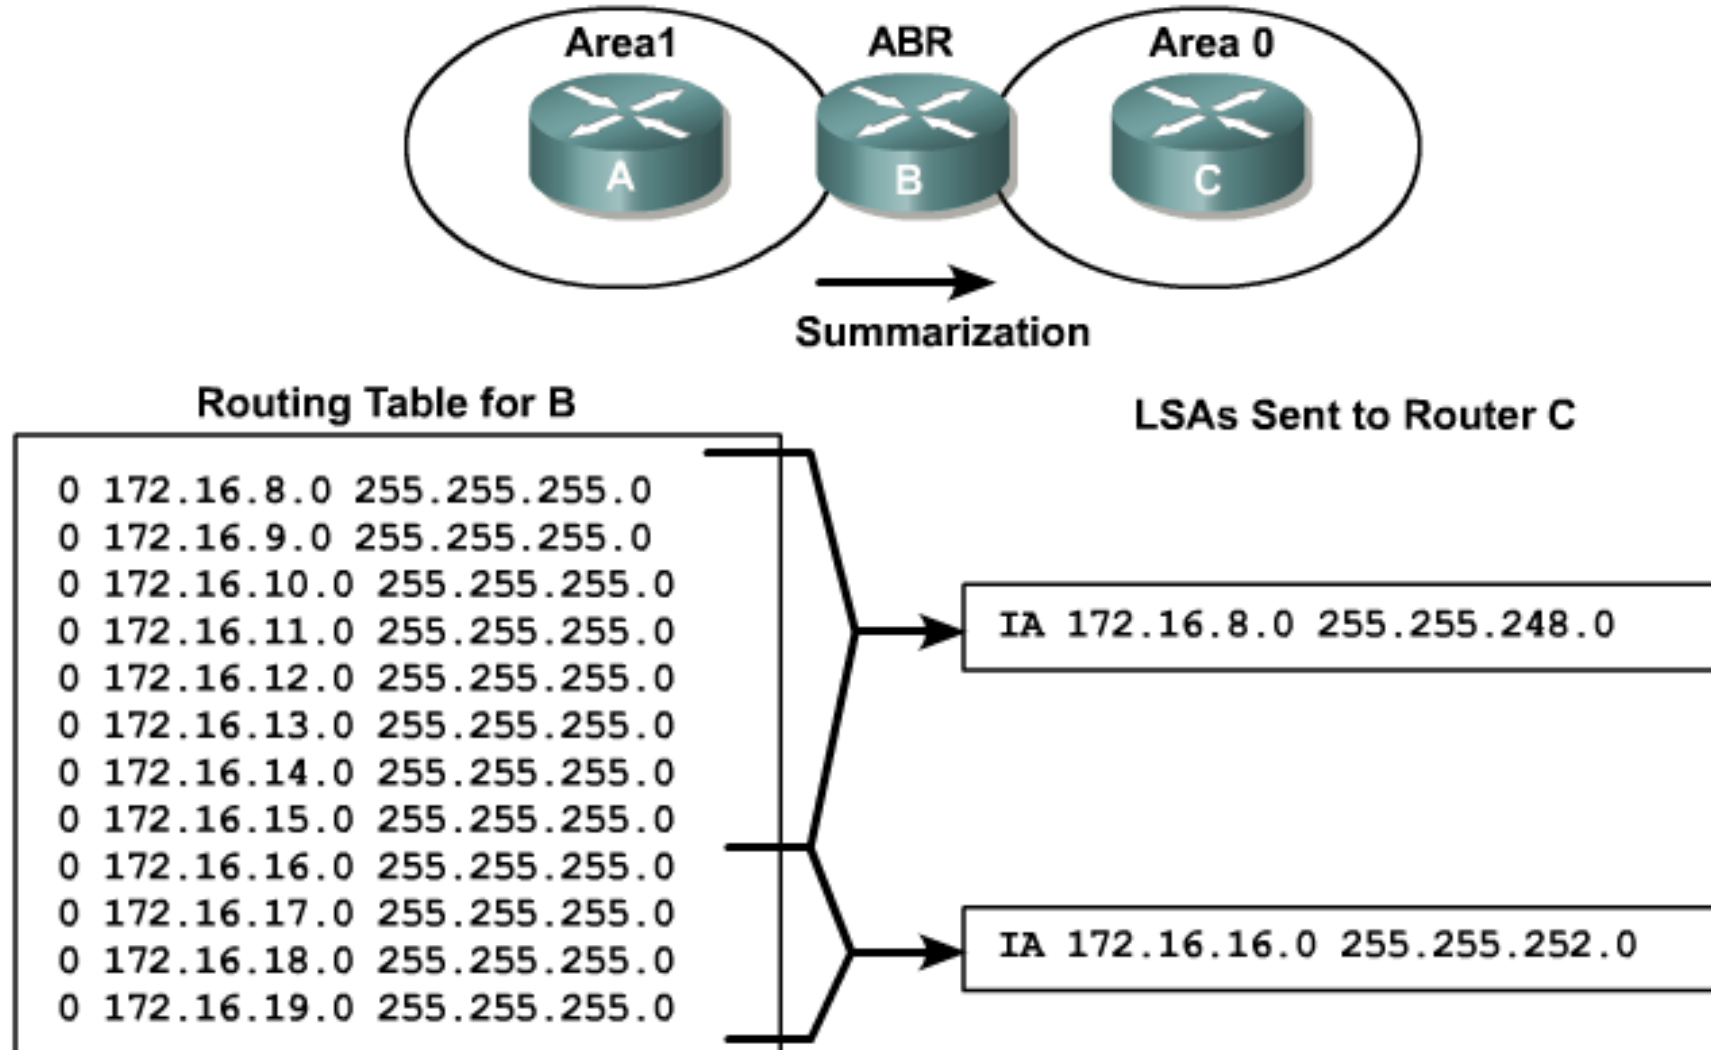 Area1
ABR
Area 0
A
B
C
Summarization
Routing Table for B
LSAs Sent to Router C
O 172.16.8.0 255.255.255.0
O 172.16.9.0 255.255.255.0
O 172.16.10.0 255.255.255.0
O 172.16.11.0 255.255.255.0
O 172.16.12.0 255.255.255.0
O 172.16.13.0 255.255.255.0
O 172.16.14.0 255.255.255.0
O 172.16.15.0 255.255.255.0
O 172.16.16.0 255.255.255.0
O 172.16.17.0 255.255.255.0
O 172.16.18.0 255.255.255.0
O 172.16.19.0 255.255.255.0
IA 172.16.8.0 255.255.248.0
IA 172.16.16.0 255.255.252.0